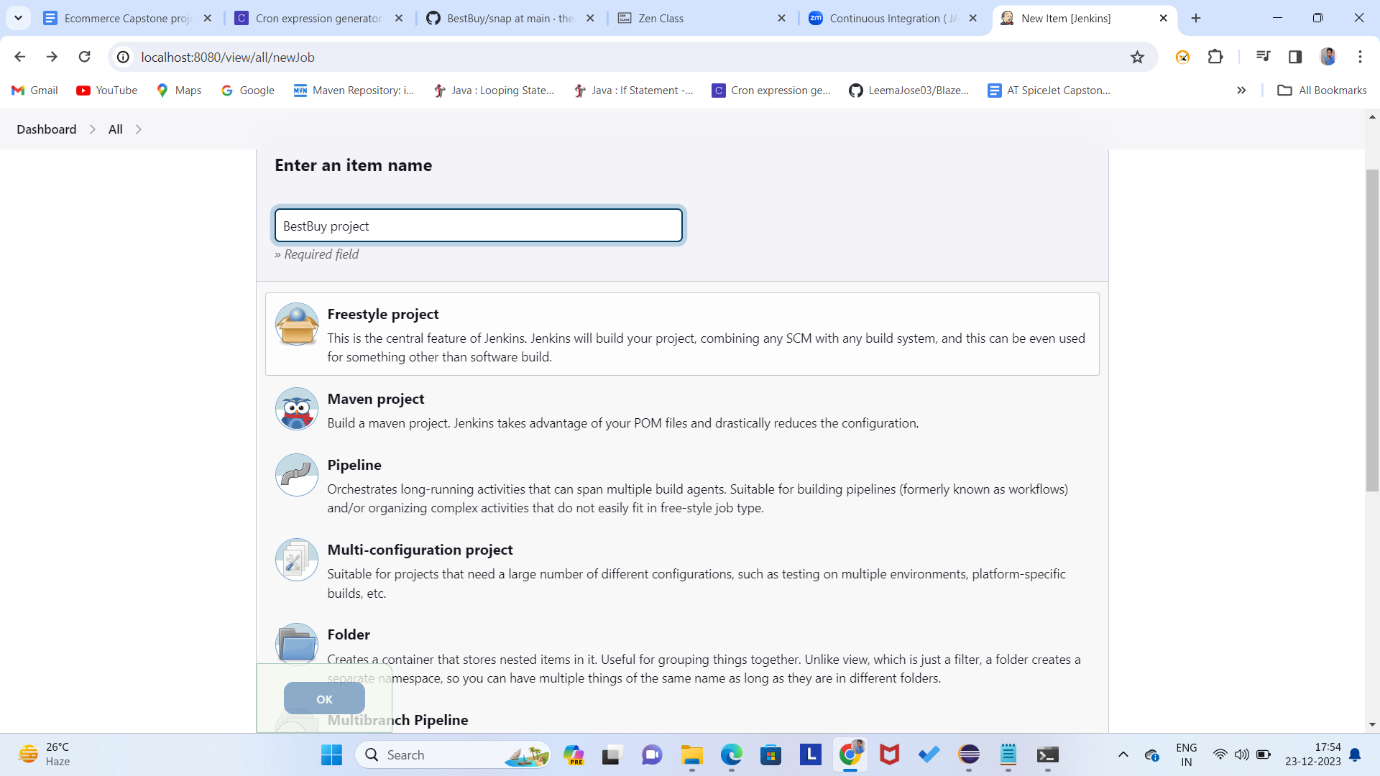 Ecommerce Capstone proj
Cron expression generator
BestBuy/snap at main · the
Zen Class
zm
Continuous Integration ( JA
New Item [Jenkins]
localhost:8080/view/all/newJob
Gmail
YouTube
Maps
Google
Maven Repository: i...
Java : Looping State...
Java : If Statement -...
Cron expression ge...
LeemaJose03/Blaze...
AT SpiceJet Capston...
»
All Bookmarks
Dashboard
All
Enter an item name
BestBuy project
» Required field
Freestyle project
This is the central feature of Jenkins. Jenkins will build your project, combining any SCM with any build system, and this can be even used
for something other than software build.
Maven project
Build a maven project. Jenkins takes advantage of your POM files and drastically reduces the configuration.
Pipeline
Orchestrates long-running activities that can span multiple build agents. Suitable for building pipelines (formerly known as workflows)
and/or organizing complex activities that do not easily fit in free-style job type.
Multi-configuration project
Suitable for projects that need a large number of different configurations, such as testing on multiple environments, platform-specific
builds, etc.
Folder
Creates a container that stores nested items in it. Useful for grouping things together. Unlike view, which is just a filter, a folder creates a
separate namespace, so you can have multiple things of the same name as long as they are in different folders.
OK
Multibranch Pipeline
26°C
Haze
Search
PRE
L
ENG
IN
17:54
23-12-2023